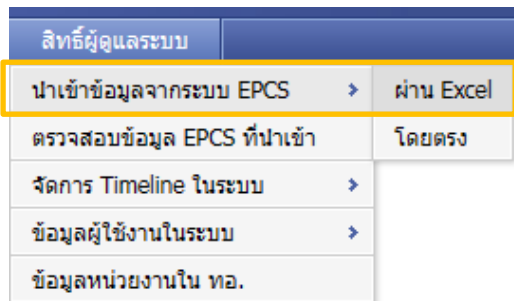 สิทธิ์ผู้ดูแลระบบ
นำเข้าข้อมูลจากระบบ EPCS ผ่าน Excel
ตรวจสอบข้อมูล EPCS ที่นำเข้า โดยตรง
จัดการ Timeline ในระบบ
ข้อมูลผู้ใช้งานในระบบ
ข้อมูลหน่วยงานใน ทอ.